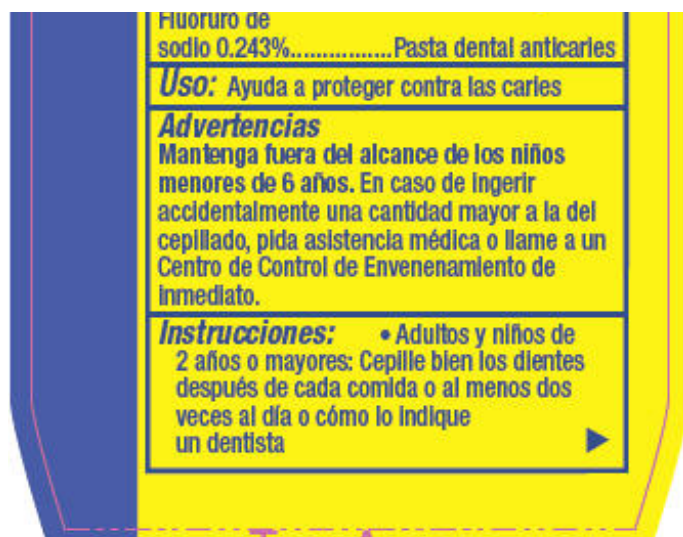 Fluoruro de
sodio 0.243%.................Pasta dental anticaries
Uso: Ayuda a proteger contra las caries
Advertencias
Mantenga fuera del alcance de los niños
menores de 6 años. En caso de ingerir
accidentalmente una cantidad mayor a la del
cepillado, pida asistencia médica o llame a un
Centro de Control de Envenenamiento de
inmediato.
Instrucciones: • Adultos y niños de
2 años o mayores: Cepille bien los dientes
después de cada comida o al menos dos
veces al día o cómo lo indique
un dentista